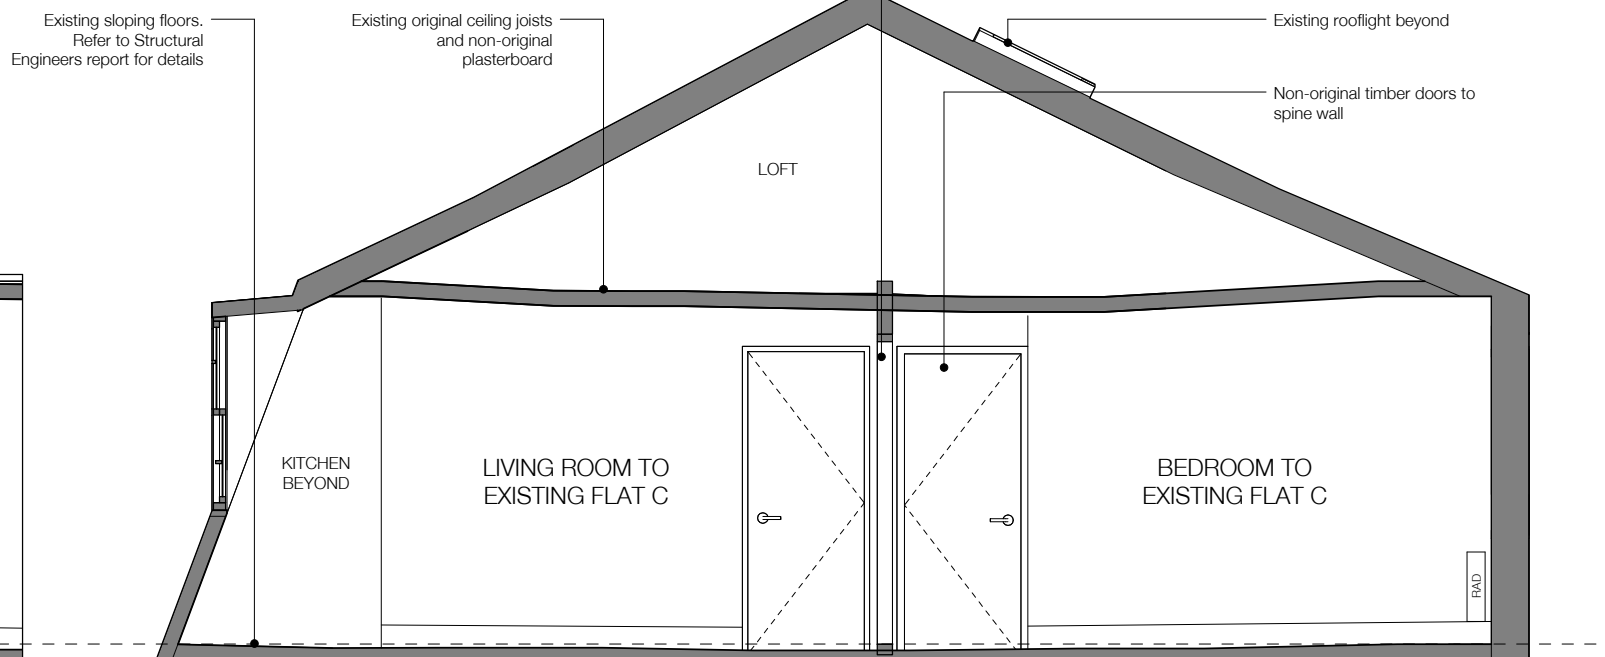 Existing sloping floors.
Refer to Structural
Engineers report for details
Existing original ceiling joists
and non-original
plasterboard
Existing rooflight beyond
Non-original timber doors to
spine wall
LOFT
KITCHEN
BEYOND
LIVING ROOM TO
EXISTING FLAT C
BEDROOM TO
EXISTING FLAT C
RAD